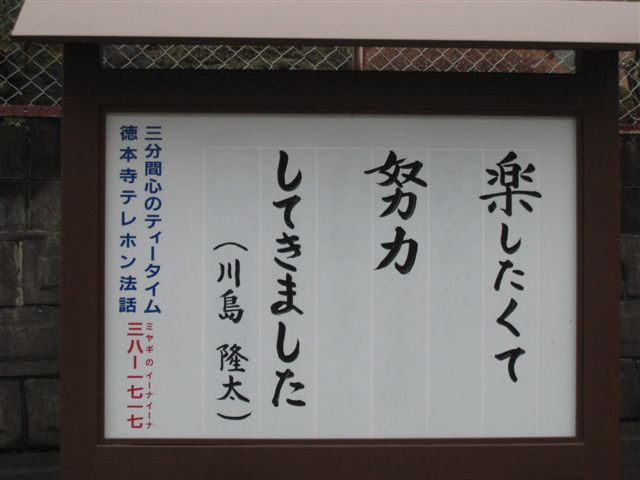 楽したくて
努力
してきました
（川島 隆太）
三分間心のティータイム
徳本寺テレホン法話
ミヤギのイーナイーナ
三八ー一七一七